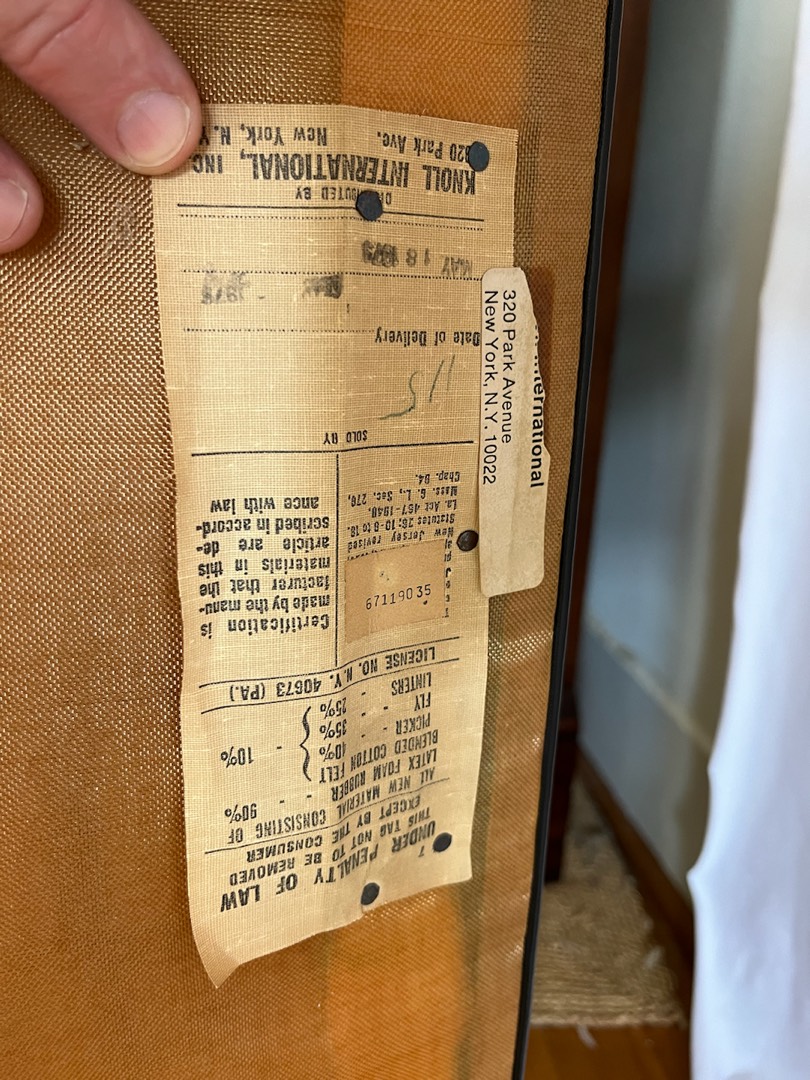 UNDER PENALTY OF LAW
THIS TAG NOT TO BE REMOVED
EXCEPT BY THE CONSUMER
7
ALL NEW MATERIAL CONSISTING OF
LATEX FOAM RUBBER - - 90%
BLENDED COTTON FELT
PICKER - 40%
FLY - - 35%
LINTERS - 25%
- 10%
LICENSE NO. N.Y. 40673 (PA.)
Certification is
made by the manu-
facturer that the
materials in this
article are de-
scribed in accord-
ance with law
67119035
New Jersey revised
Statutes 26:10-6 to 18.
La. Act 467-1948.
Mass. G. L., Sec. 270,
Chap. 94.
SOLD BY
Date of Delivery
MAY 18 1973
BY
KNOLL INTERNATIONAL, INC.
320 Park Ave. New York, N. Y.
International
320 Park Avenue
New York, N.Y. 10022